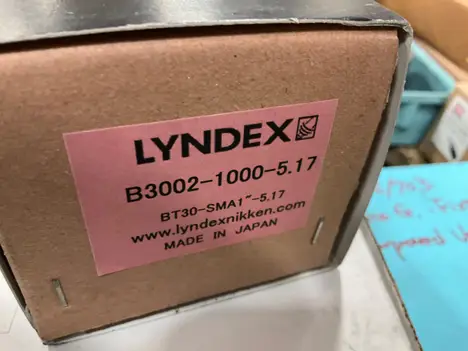 LYNDEX
B3002-1000-5.17
BT30-SMA1"-5.17
www.lyndexnikken.com
MADE IN JAPAN